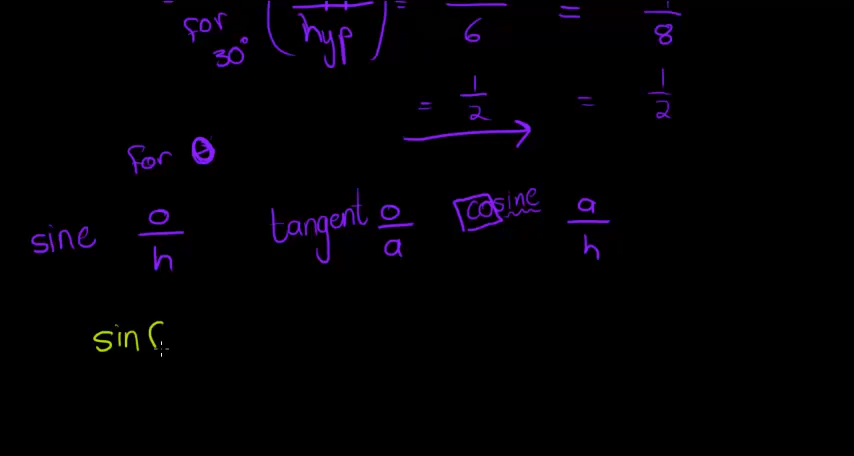 for (hyp) = 6 = 8
30°
= 1/2 = 1/2
for θ
sine o/h tangent o/a cosine a/h
sin (